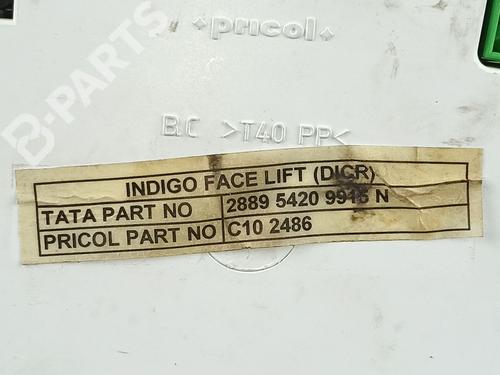 pricol
B-PARTS
B.C >T40 PP<
INDIGO FACE LIFT (DICR)
TATA PART NO 2889 5420 9915 N
PRICOL PART NO C10 2486